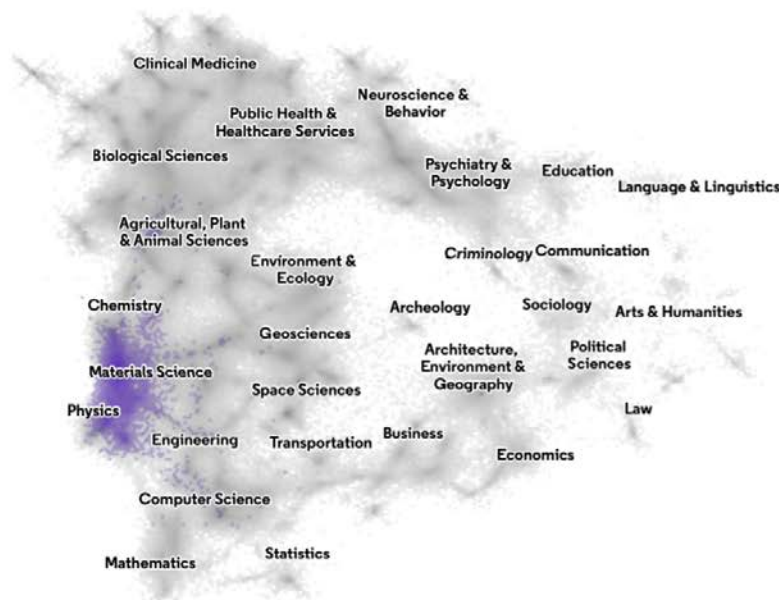 Clinical Medicine
Neuroscience &
Behavior
Public Health &
Healthcare Services
Biological Sciences
Psychiatry &
Psychology
Education
Language & Linguistics
Agricultural, Plant
& Animal Sciences
Criminology
Communication
Environment &
Ecology
Chemistry
Archeology
Sociology
Arts & Humanities
Geosciences
Architecture,
Environment &
Geography
Political
Sciences
Materials Science
Space Sciences
Physics
Law
Engineering
Transportation
Business
Economics
Computer Science
Mathematics
Statistics